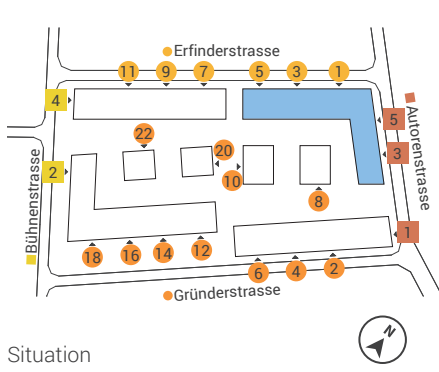 Erfinderstrasse
11 9 7 5 3 1
4
5
Autorenstrasse
22
20
3
Bühnenstrasse
2
10
8
1
18 16 14 12
6 4 2
Gründerstrasse
N
Situation